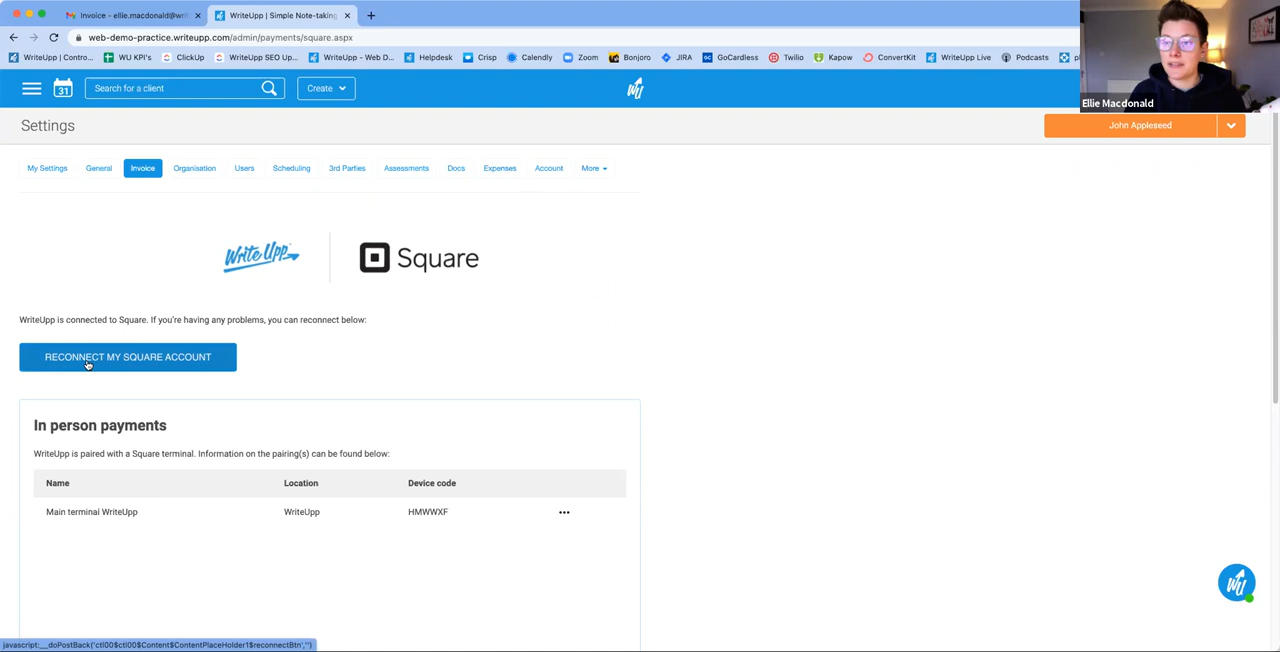 Invoice - ellie.macdonald@wri
WriteUpp | Simple Note-taking
web-demo-practice.writeupp.com/admin/payments/square.aspx
WriteUpp | Contro... WU KPI's ClickUp WriteUpp SEO Up... WriteUpp - Web D... Helpdesk Crisp Calendly Zoom Bonjoro JIRA GoCardless Twilio Kapow ConvertKit WriteUpp Live Podcasts
31 Search for a client Create
Ellie Macdonald
Settings
John Appleseed
My Settings General Invoice Organisation Users Scheduling 3rd Parties Assessments Docs Expenses Account More
WriteUpp Square
WriteUpp is connected to Square. If you're having any problems, you can reconnect below:
RECONNECT MY SQUARE ACCOUNT
In person payments
WriteUpp is paired with a Square terminal. Information on the pairing(s) can be found below:
Name Location Device code
Main terminal WriteUpp WriteUpp HMWWXF
javascript:__doPostBack('ctl00$ctl00$Content$ContentPlaceHolder1$reconnectBtn','')